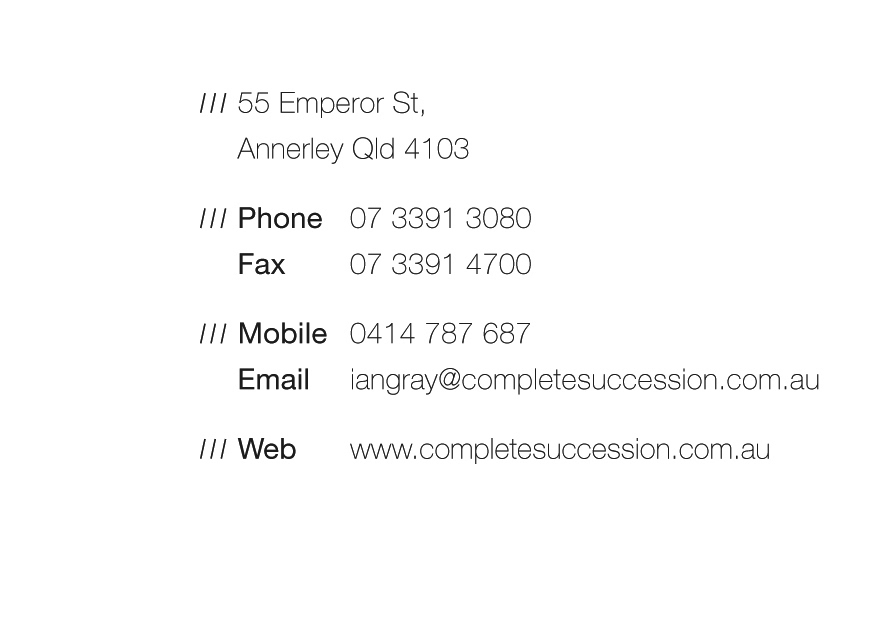 /// 55 Emperor St,
Annerley Qld 4103
/// Phone 07 3391 3080
Fax 07 3391 4700
/// Mobile 0414 787 687
Email iangray@completesuccession.com.au
/// Web www.completesuccession.com.au